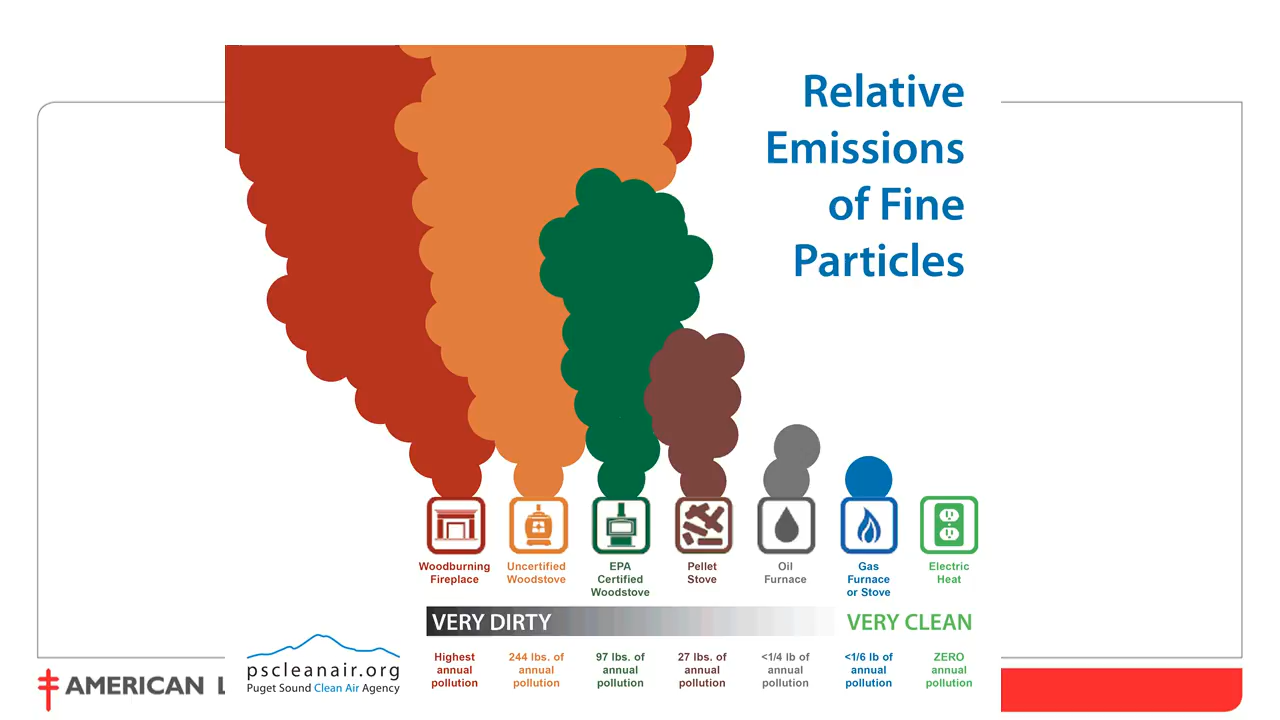 Relative
Emissions
of Fine
Particles
Woodburning
Fireplace
Uncertified
Woodstove
EPA
Certified
Woodstove
Pellet
Stove
Oil
Furnace
Gas
Furnace
or Stove
Electric
Heat
VERY DIRTY
VERY CLEAN
Highest
annual
pollution
244 lbs. of
annual
pollution
97 lbs. of
annual
pollution
27 lbs. of
annual
pollution
<1/4 lb of
annual
pollution
<1/6 lb of
annual
pollution
ZERO
annual
pollution
pscleanair.org
Puget Sound Clean Air Agency
AMERICAN L